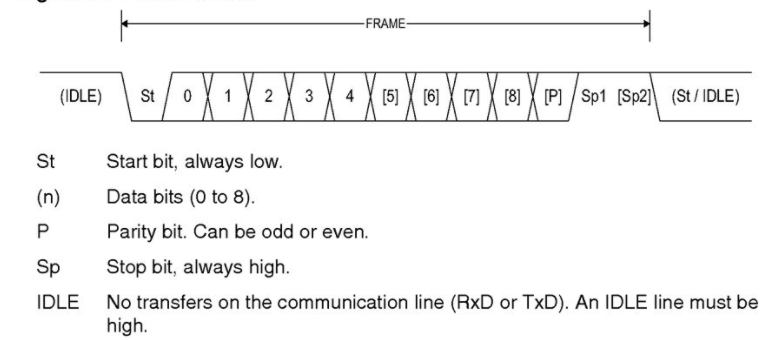 FRAME
(IDLE) St 0 1 2 3 4 [5] [6] [7] [8] [P] Sp1 [Sp2] (St / IDLE)
St Start bit, always low.
(n) Data bits (0 to 8).
P Parity bit. Can be odd or even.
Sp Stop bit, always high.
IDLE No transfers on the communication line (RxD or TxD). An IDLE line must be
high.